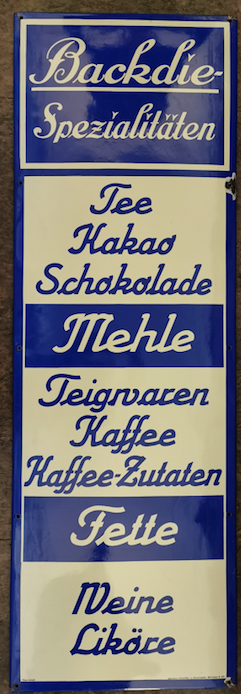 Backdie-
Spezialitäten
Tee
Kakao
Schokolade
Mehle
Teigwaren
Kaffee
Kaffee-Zutaten
Fette
Weine
Liköre